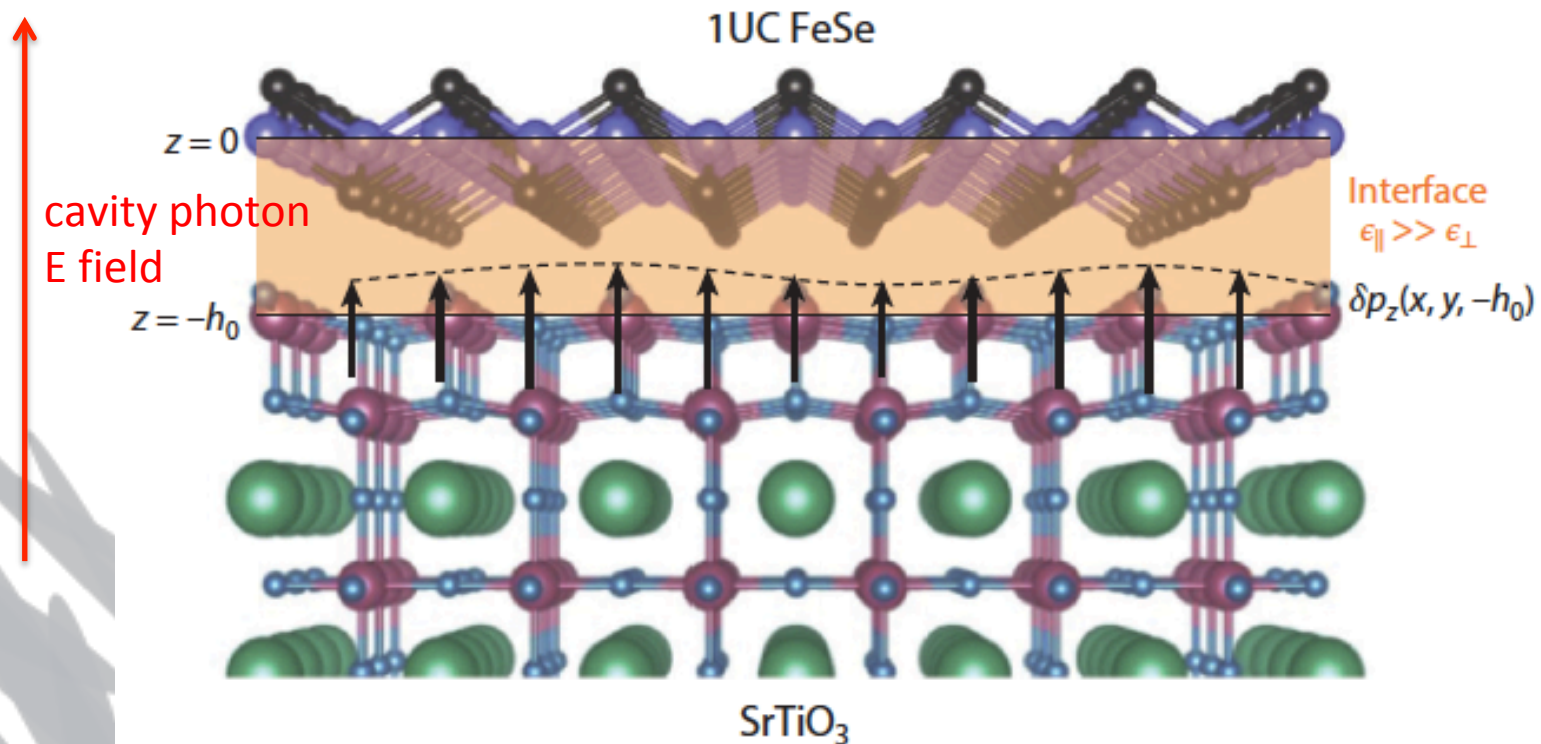 1UC FeSe
z = 0
cavity photon
E field
Interface
ϵ∥ >> ϵ⊥
z = –h₀
δpz(x, y, –h₀)
SrTiO₃